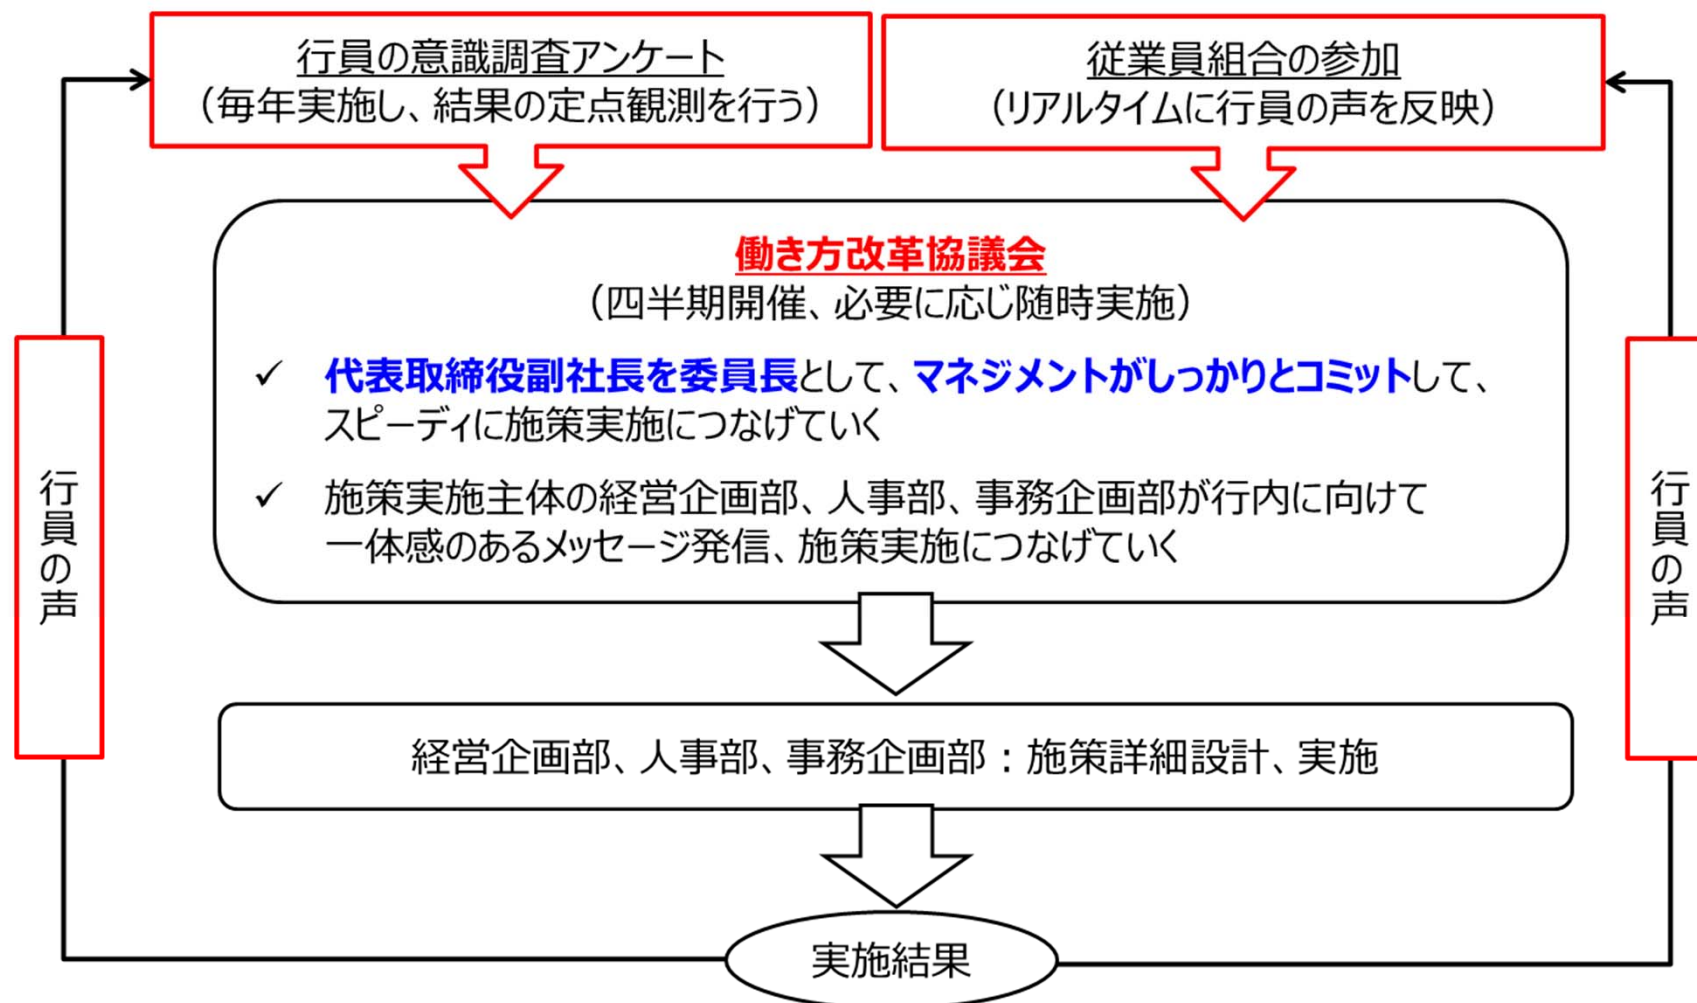 行員の意識調査アンケート
（毎年実施し、結果の定点観測を行う）
従業員組合の参加
（リアルタイムに行員の声を反映）
働き方改革協議会
（四半期開催、必要に応じ随時実施）
✓ 代表取締役副社長を委員長として、マネジメントがしっかりとコミットして、
スピーディに施策実施につなげていく
✓ 施策実施主体の経営企画部、人事部、事務企画部が行内に向けて
一体感のあるメッセージ発信、施策実施につなげていく
行員の声
行員の声
経営企画部、人事部、事務企画部：施策詳細設計、実施
実施結果